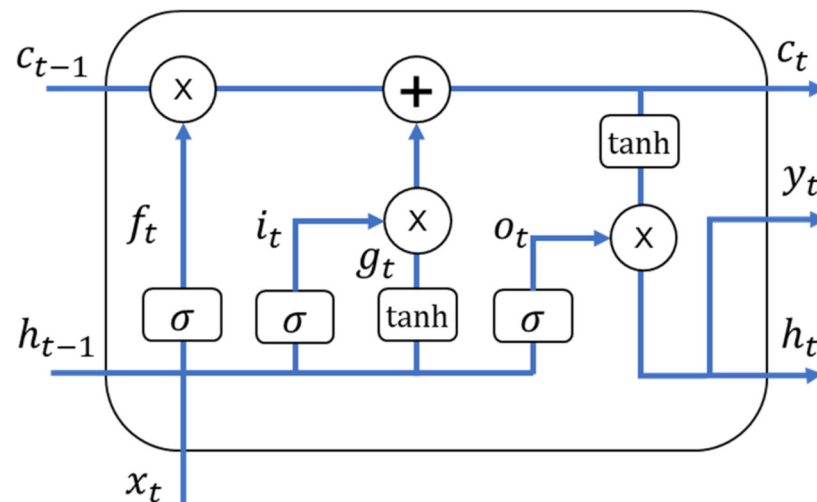 c_{t−1} × + c_t
tanh
y_t
f_t i_t × o_t ×
g_t
σ σ tanh σ
h_{t−1} h_t
x_t